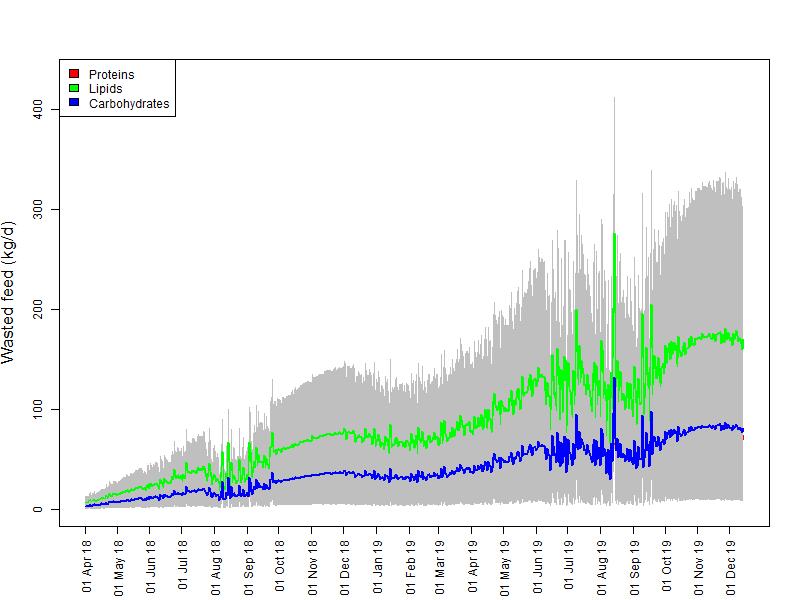 Proteins
Lipids
Carbohydrates
Wasted feed (kg/d)
400
300
200
100
0
01 Apr 18
01 May 18
01 Jun 18
01 Jul 18
01 Aug 18
01 Sep 18
01 Oct 18
01 Nov 18
01 Dec 18
01 Jan 19
01 Feb 19
01 Mar 19
01 Apr 19
01 May 19
01 Jun 19
01 Jul 19
01 Aug 19
01 Sep 19
01 Oct 19
01 Nov 19
01 Dec 19